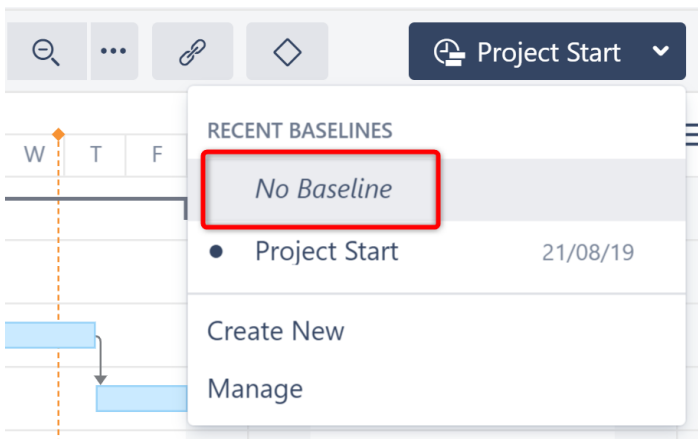 Project Start
W T F
RECENT BASELINES
No Baseline
Project Start 21/08/19
Create New
Manage